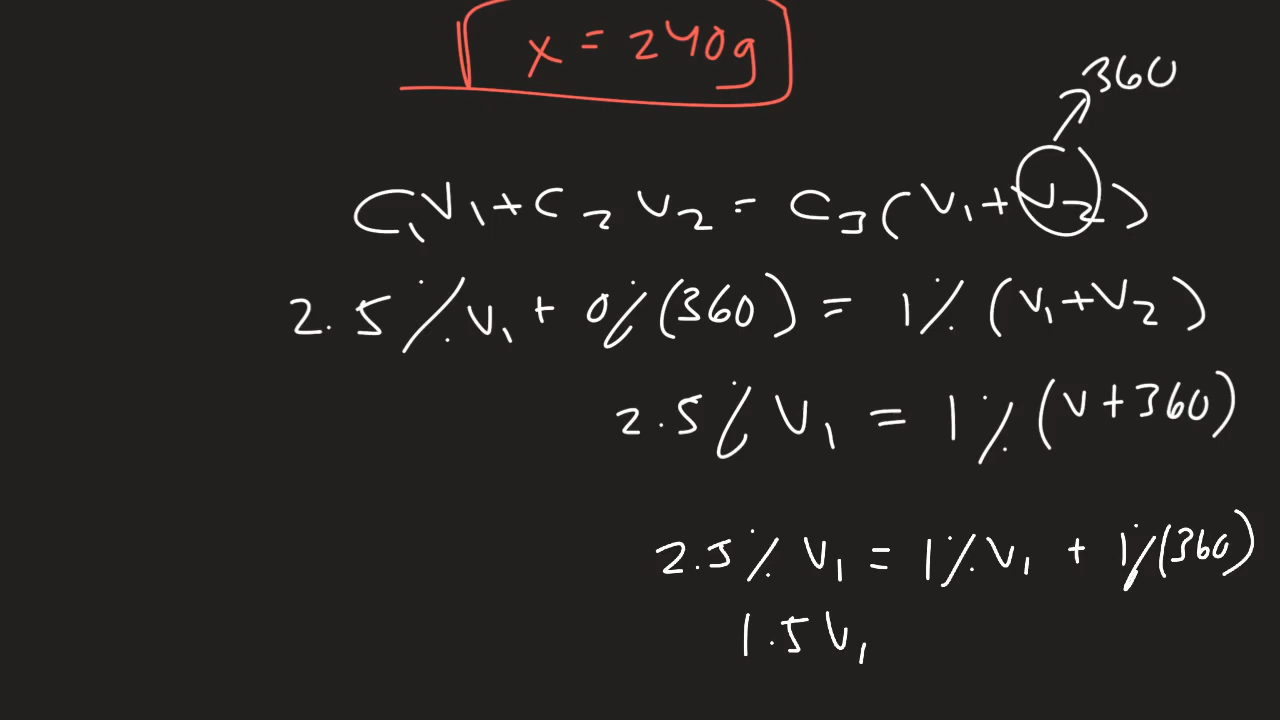 x = 240g
360
C₁V₁ + C₂V₂ = C₃(V₁+V₂)
2.5%V₁ + 0%(360) = 1%(V₁+V₂)
2.5%V₁ = 1%(V+360)
2.5%V₁ = 1%V₁ + 1%(360)
1.5V₁